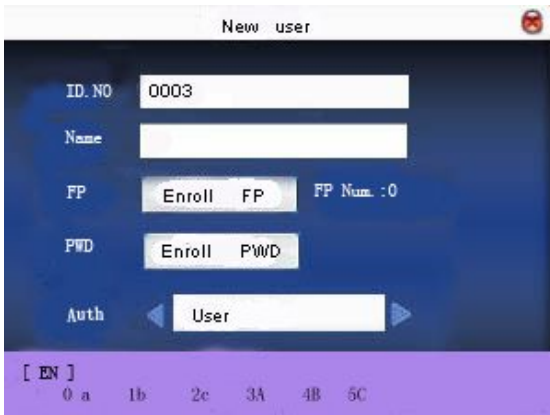 New user
ID.NO 0003
Name
FP Enroll FP FP Num.:0
PWD Enroll PWD
Auth User
[ EN ]
0 a 1b 2c 3A 4B 5C